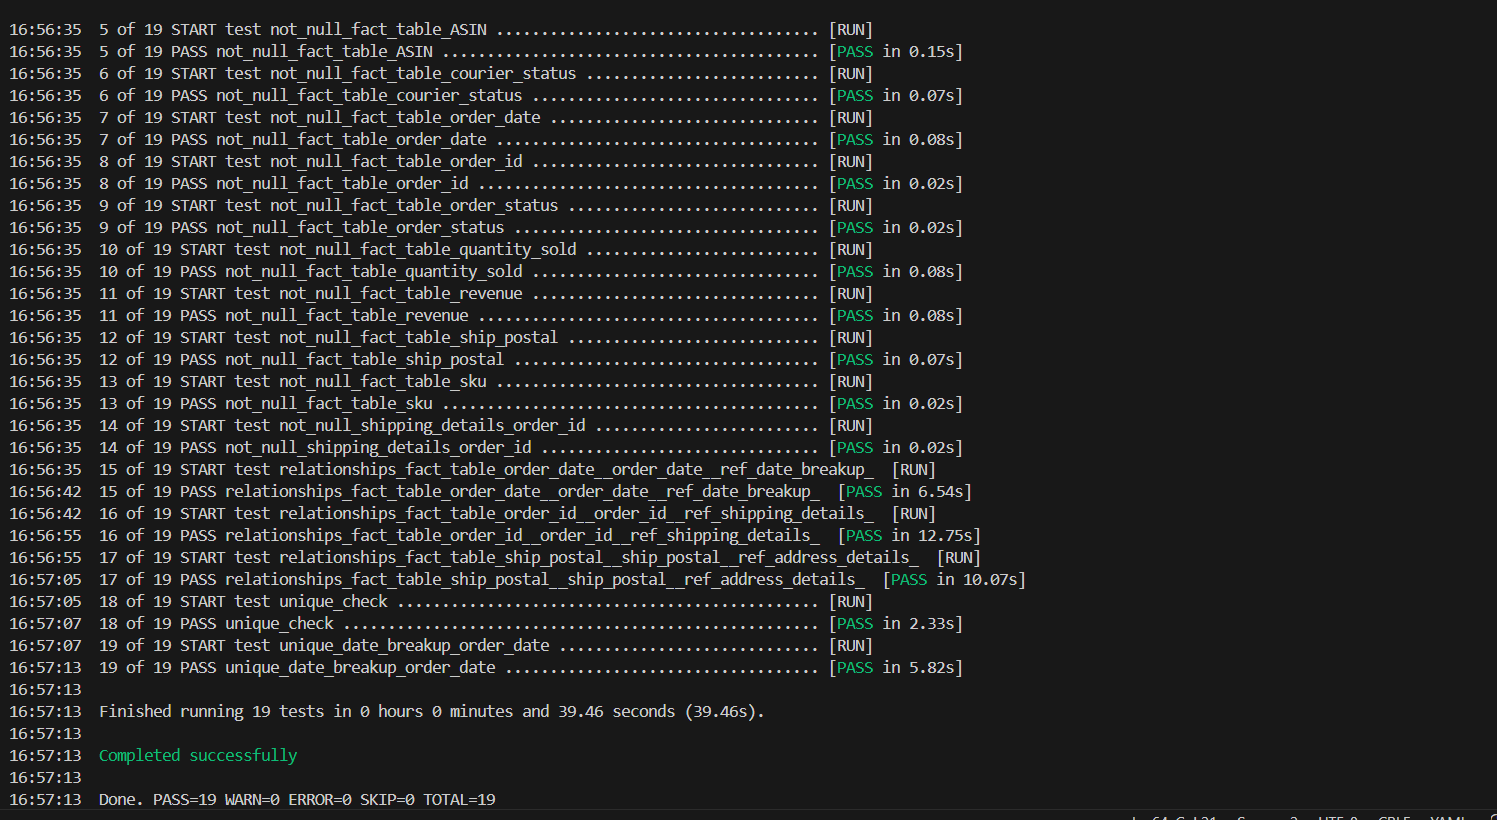 16:56:35  5 of 19 START test not_null_fact_table_ASIN .................................... [RUN]
16:56:35  5 of 19 PASS not_null_fact_table_ASIN .......................................... [PASS in 0.15s]
16:56:35  6 of 19 START test not_null_fact_table_courier_status .......................... [RUN]
16:56:35  6 of 19 PASS not_null_fact_table_courier_status ................................ [PASS in 0.07s]
16:56:35  7 of 19 START test not_null_fact_table_order_date .............................. [RUN]
16:56:35  7 of 19 PASS not_null_fact_table_order_date .................................... [PASS in 0.08s]
16:56:35  8 of 19 START test not_null_fact_table_order_id ................................ [RUN]
16:56:35  8 of 19 PASS not_null_fact_table_order_id ...................................... [PASS in 0.02s]
16:56:35  9 of 19 START test not_null_fact_table_order_status ............................ [RUN]
16:56:35  9 of 19 PASS not_null_fact_table_order_status .................................. [PASS in 0.02s]
16:56:35  10 of 19 START test not_null_fact_table_quantity_sold .......................... [RUN]
16:56:35  10 of 19 PASS not_null_fact_table_quantity_sold ................................ [PASS in 0.08s]
16:56:35  11 of 19 START test not_null_fact_table_revenue ................................ [RUN]
16:56:35  11 of 19 PASS not_null_fact_table_revenue ...................................... [PASS in 0.08s]
16:56:35  12 of 19 START test not_null_fact_table_ship_postal ............................ [RUN]
16:56:35  12 of 19 PASS not_null_fact_table_ship_postal .................................. [PASS in 0.07s]
16:56:35  13 of 19 START test not_null_fact_table_sku .................................... [RUN]
16:56:35  13 of 19 PASS not_null_fact_table_sku .......................................... [PASS in 0.02s]
16:56:35  14 of 19 START test not_null_shipping_details_order_id ......................... [RUN]
16:56:35  14 of 19 PASS not_null_shipping_details_order_id ............................... [PASS in 0.02s]
16:56:35  15 of 19 START test relationships_fact_table_order_date__order_date__ref_date_breakup_  [RUN]
16:56:42  15 of 19 PASS relationships_fact_table_order_date__order_date__ref_date_breakup_  [PASS in 6.54s]
16:56:42  16 of 19 START test relationships_fact_table_order_id__order_id__ref_shipping_details_  [RUN]
16:56:55  16 of 19 PASS relationships_fact_table_order_id__order_id__ref_shipping_details_  [PASS in 12.75s]
16:56:55  17 of 19 START test relationships_fact_table_ship_postal__ship_postal__ref_address_details_  [RUN]
16:57:05  17 of 19 PASS relationships_fact_table_ship_postal__ship_postal__ref_address_details_  [PASS in 10.07s]
16:57:05  18 of 19 START test unique_check ............................................... [RUN]
16:57:07  18 of 19 PASS unique_check ..................................................... [PASS in 2.33s]
16:57:07  19 of 19 START test unique_date_breakup_order_date ............................. [RUN]
16:57:13  19 of 19 PASS unique_date_breakup_order_date ................................... [PASS in 5.82s]
16:57:13
16:57:13  Finished running 19 tests in 0 hours 0 minutes and 39.46 seconds (39.46s).
16:57:13
16:57:13  Completed successfully
16:57:13
16:57:13  Done. PASS=19 WARN=0 ERROR=0 SKIP=0 TOTAL=19